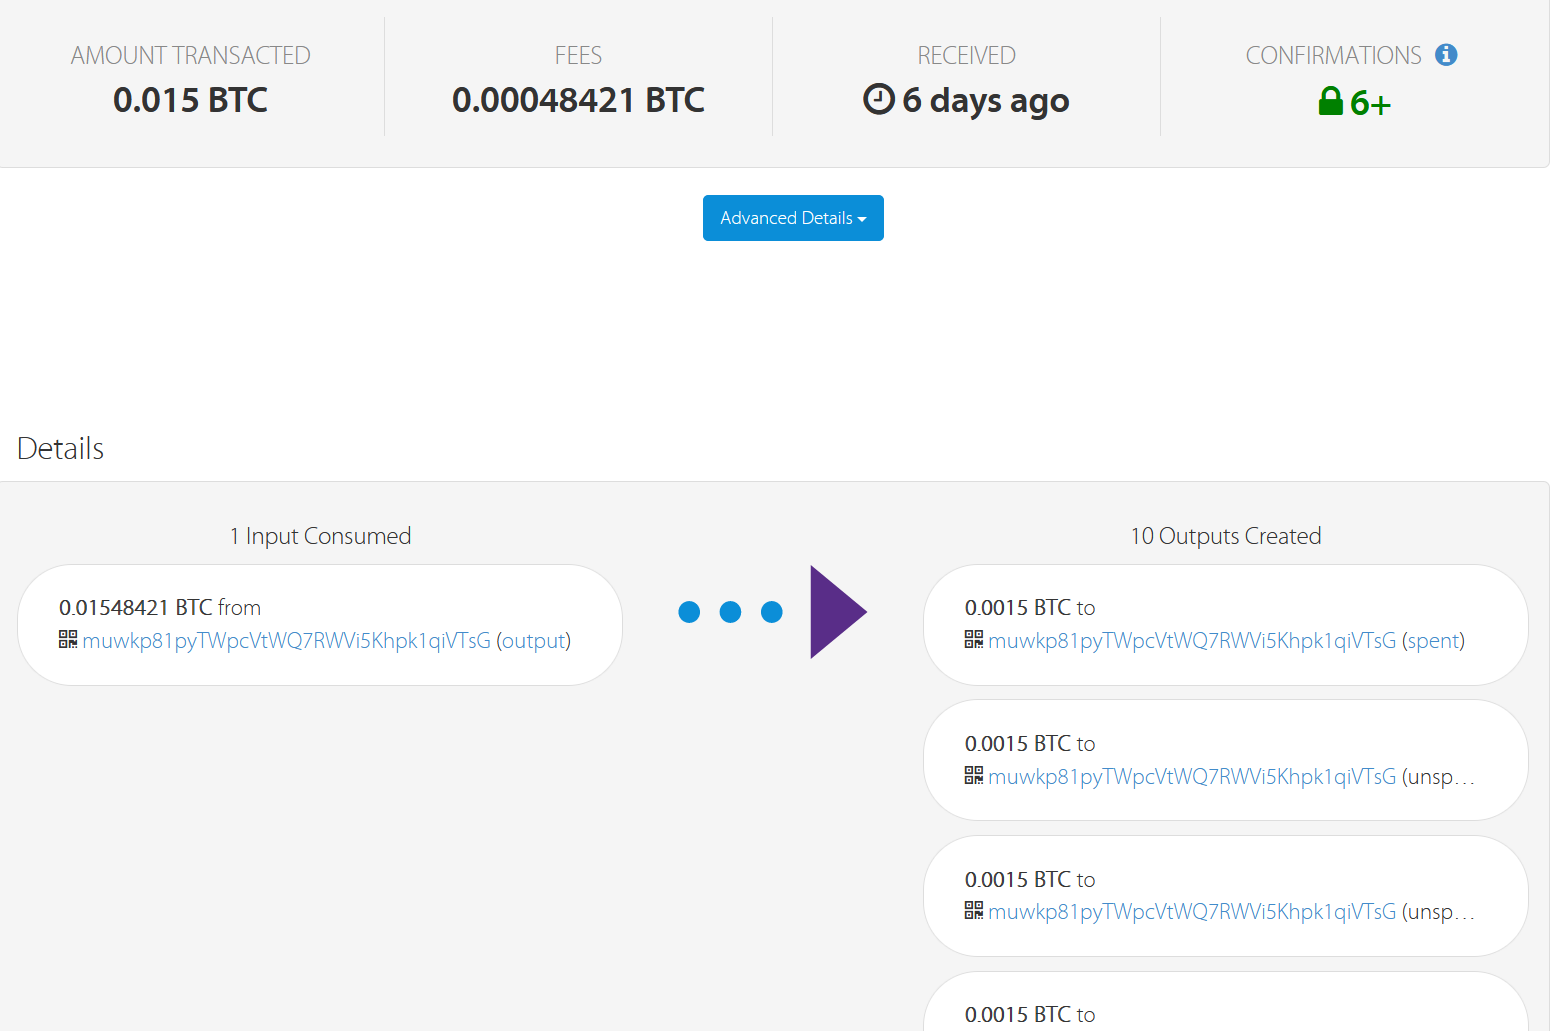 AMOUNT TRANSACTED
0.015 BTC
FEES
0.00048421 BTC
RECEIVED
6 days ago
CONFIRMATIONS
6+
Advanced Details
Details
1 Input Consumed
0.01548421 BTC from
muwkp81pyTWpcVtWQ7RWVi5Khpk1qiVTsG (output)
10 Outputs Created
0.0015 BTC to
muwkp81pyTWpcVtWQ7RWVi5Khpk1qiVTsG (spent)
0.0015 BTC to
muwkp81pyTWpcVtWQ7RWVi5Khpk1qiVTsG (unsp…
0.0015 BTC to
muwkp81pyTWpcVtWQ7RWVi5Khpk1qiVTsG (unsp…
0.0015 BTC to